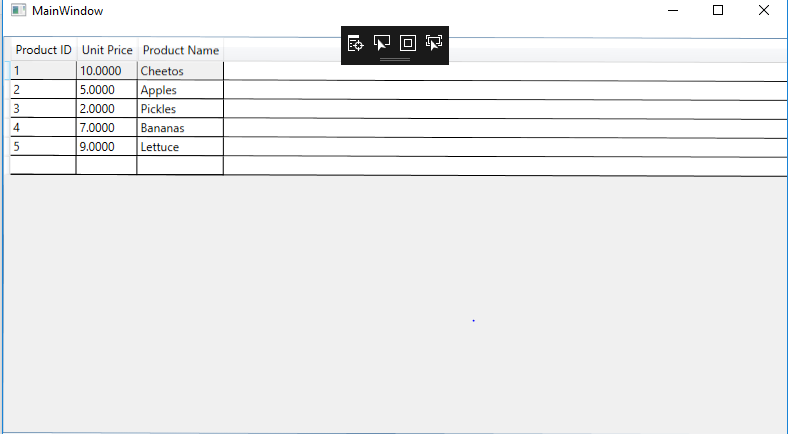 MainWindow
Product ID Unit Price Product Name
1 10.0000 Cheetos
2 5.0000 Apples
3 2.0000 Pickles
4 7.0000 Bananas
5 9.0000 Lettuce